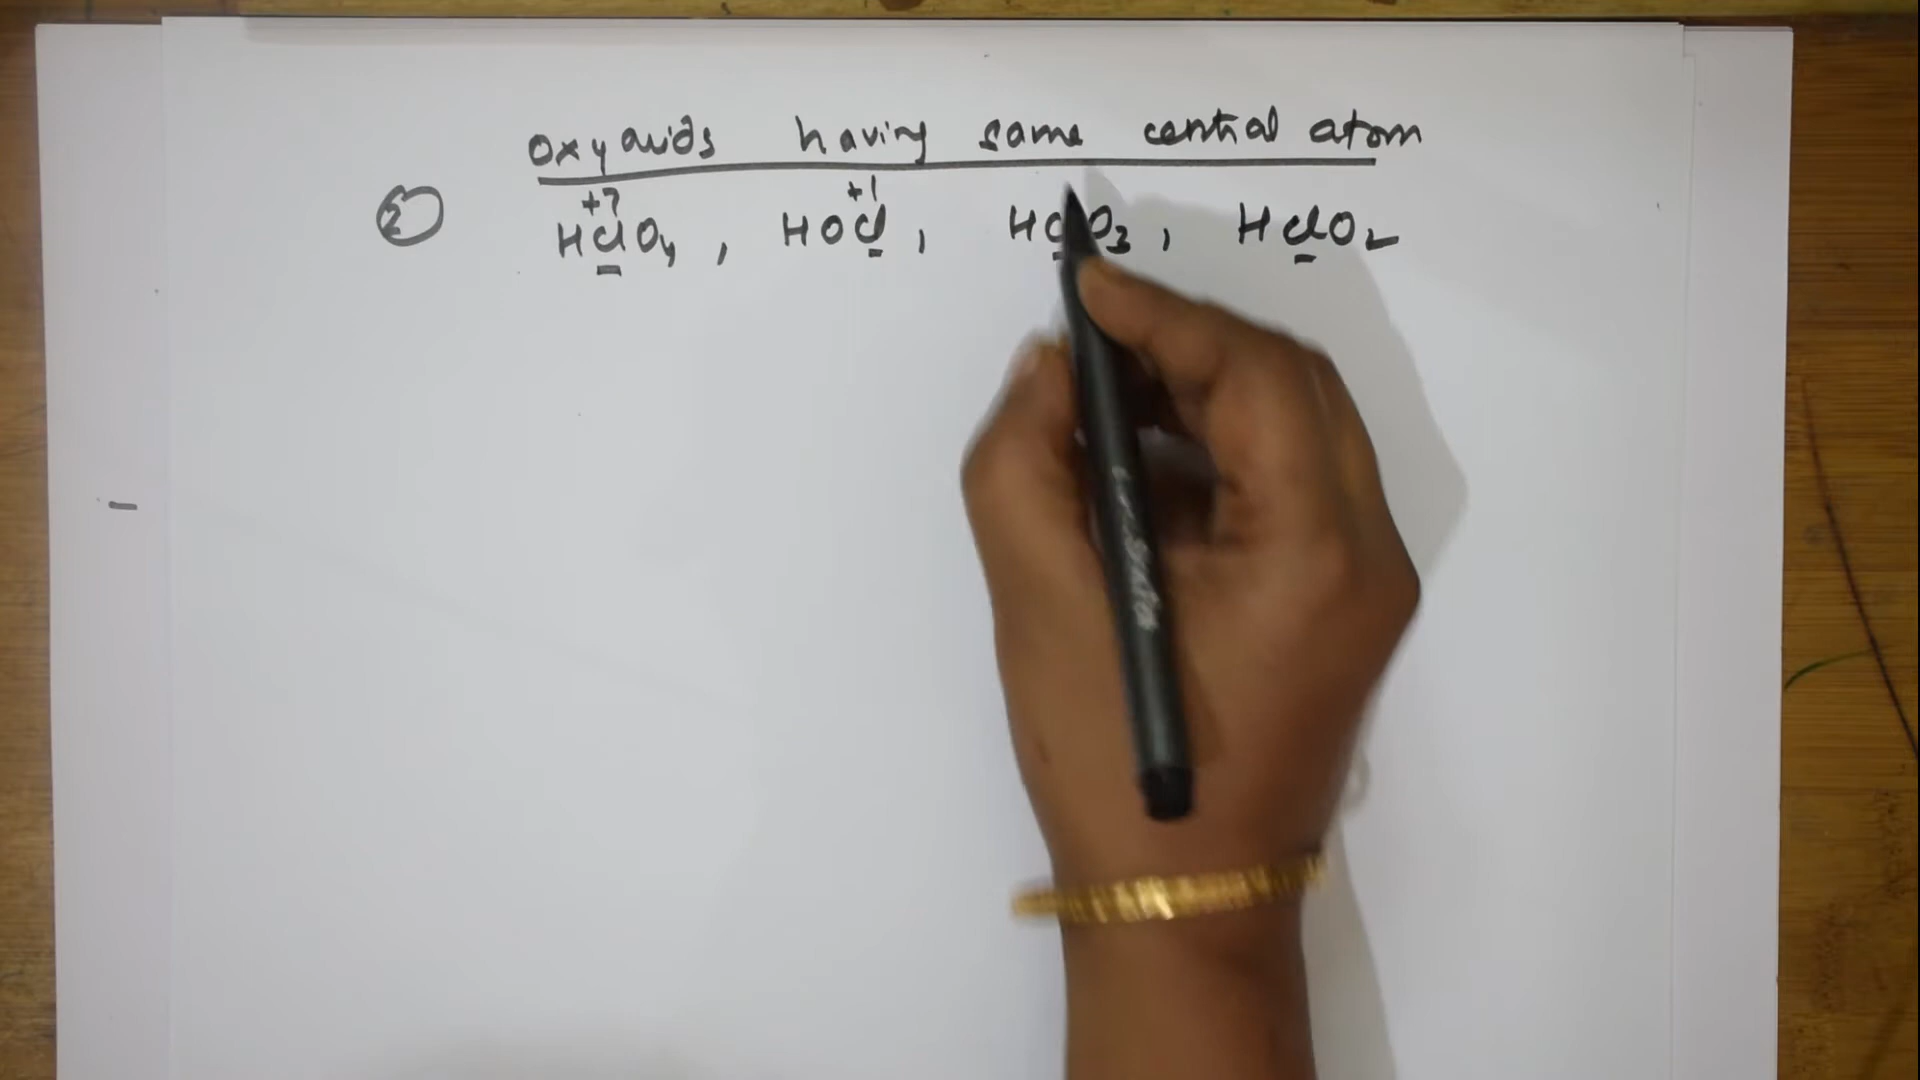 Oxyacids having same central atom
+7 +1
② HClO4, HOCl, HClO3, HClO2